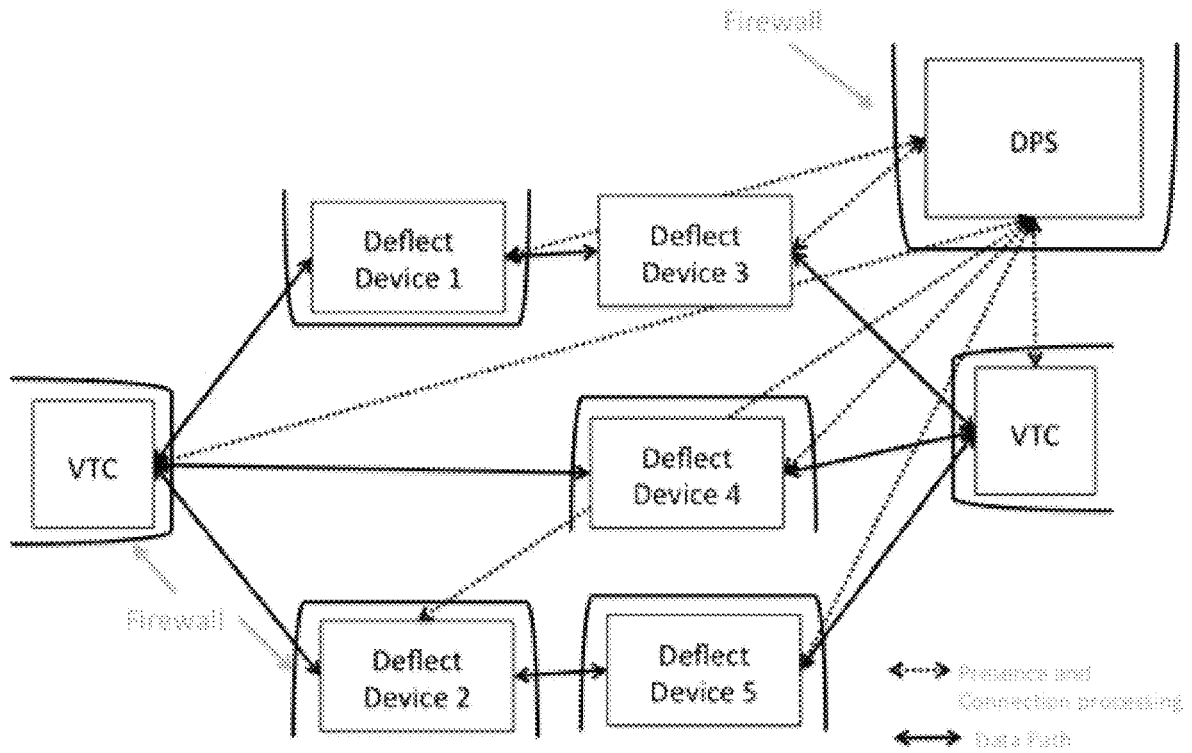 Firewall
DPS
Deflect
Device 1
Deflect
Device 3
VTC
Deflect
Device 4
VTC
Firewall
Deflect
Device 2
Deflect
Device 5
Presence and
Connection processing
Data Path